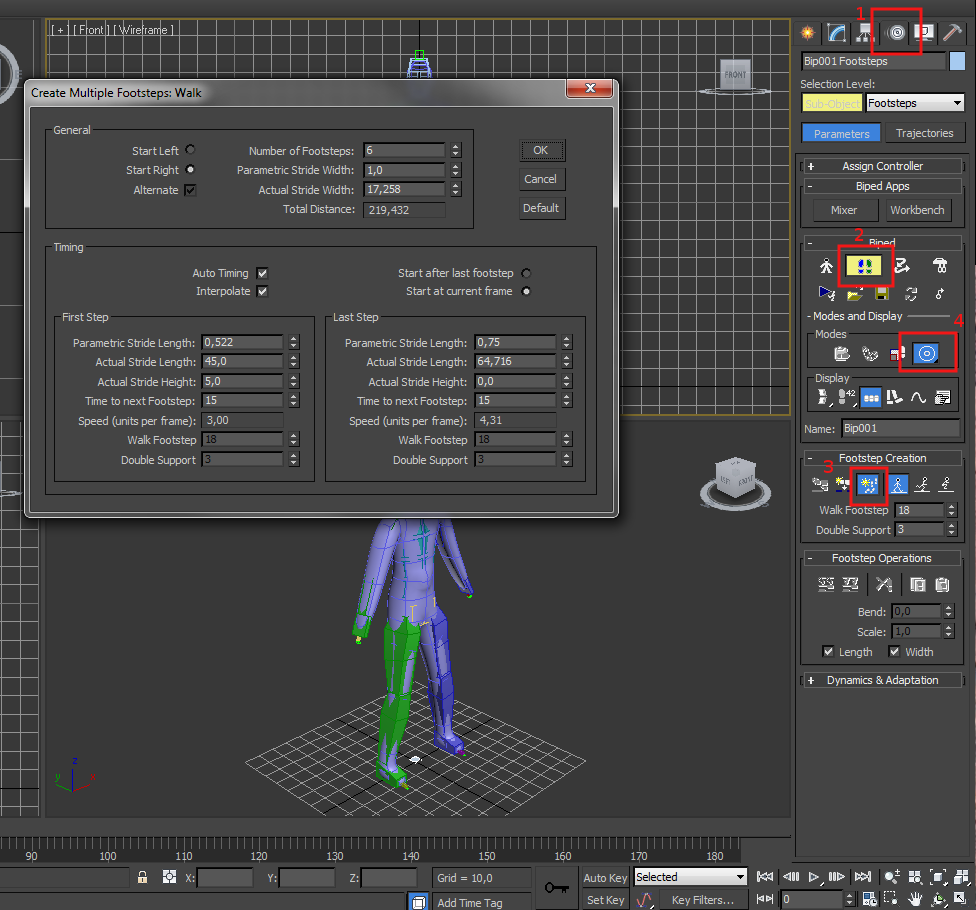 [ + ] [ Front ] [ Wireframe ]
1
Bip001 Footsteps
FRONT
Selection Level:
Sub-Object
Footsteps
Parameters
Trajectories
+ Assign Controller
- Biped Apps
Mixer
Workbench
2
- Biped
- Modes and Display
4
Modes
Display
42
Name: Bip001
- Footstep Creation
3
Walk Footstep 18
Double Support 3
- Footstep Operations
Bend: 0,0
Scale: 1,0
Length
Width
+ Dynamics & Adaptation
Create Multiple Footsteps: Walk
General
Start Left
Start Right
Alternate
Number of Footsteps: 6
Parametric Stride Width: 1,0
Actual Stride Width: 17,258
Total Distance: 219,432
OK
Cancel
Default
Timing
Auto Timing
Interpolate
Start after last footstep
Start at current frame
First Step
Parametric Stride Length: 0,522
Actual Stride Length: 45,0
Actual Stride Height: 5,0
Time to next Footstep: 15
Speed (units per frame): 3,00
Walk Footstep 18
Double Support 3
Last Step
Parametric Stride Length: 0,75
Actual Stride Length: 64,716
Actual Stride Height: 0,0
Time to next Footstep: 15
Speed (units per frame): 4,31
Walk Footstep 18
Double Support 3
z
y
x
90 100 110 120 130 140 150 160 170 180
X:
Y:
Z:
Grid = 10,0
Add Time Tag
Auto Key
Selected
Set Key
Key Filters...
0